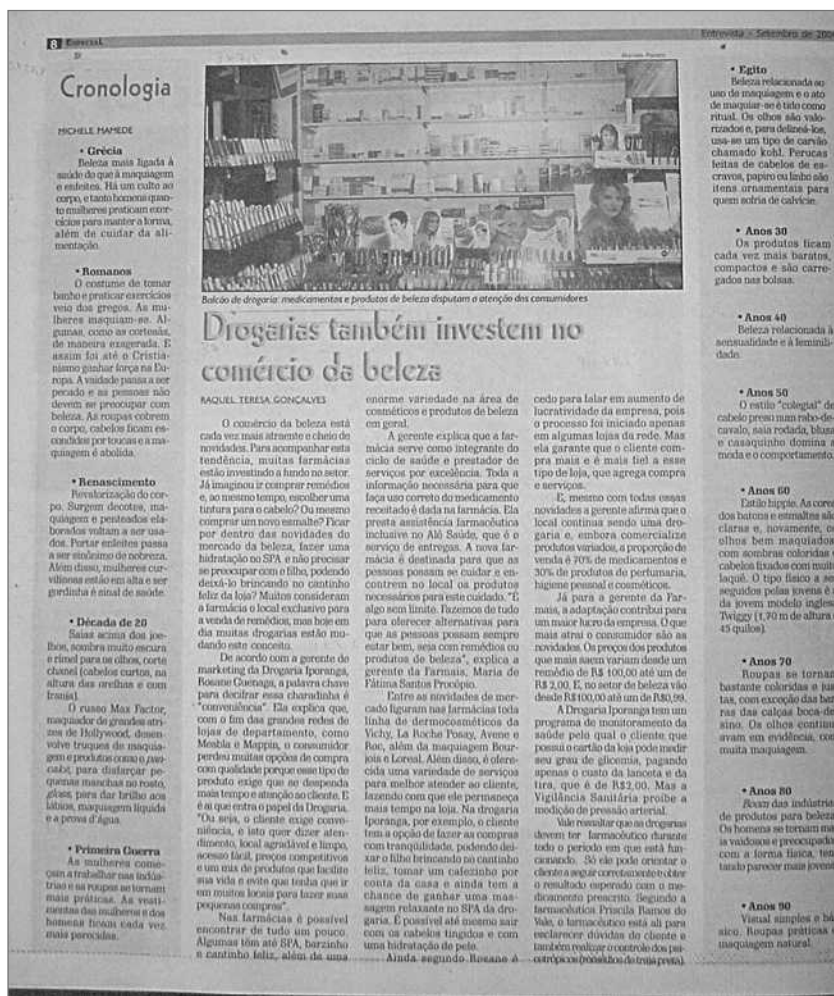 8 Especial
Entrevista - Setembro de
Cronologia
MICHELE MAMEDE
• Grécia
Beleza mais ligada à
saúde do que à maquiagem
e enfeites. Há um culto ao
corpo, e tanto homens quan-
to mulheres praticam exer-
cícios para manter a forma,
além de cuidar da ali-
mentação.
• Romanos
O costume de tomar
banho e praticar exercícios
veio dos gregos. As mu-
lheres maquiam-se. Al-
gumas, como as cortesãs,
de maneira exagerada. E
assim foi até o Cristia-
nismo ganhar força na Eu-
ropa. A vaidade passa a ser
pecado e as pessoas não
devem se preocupar com
beleza. As roupas cobrem
o corpo, cabelos ficam es-
condidos por toucas e a ma-
quiagem é abolida.
• Renascimento
Revalorização do cor-
po. Surgem decotes, ma-
quiagem e penteados ela-
borados voltam a ser usa-
dos. Portar enfeites passa
a ser sinônimo de nobreza.
Além disso, mulheres cur-
vilíneas estão em alta e ser
gordinha é sinal de saúde.
• Década de 20
Saias acima dos joe-
lhos, sombra muito escura
e rímel para os olhos, corte
chanel (cabelos curtos, na
altura das orelhas e com
franja).
O russo Max Factor,
maquiador de grandes atri-
zes de Hollywood, desen-
volve truques de maquia-
gem e produtos como o pan-
cake, para disfarçar pe-
quenas manchas no rosto,
gloss, para dar brilho aos
lábios, maquiagem líquida
e a prova d'água.
• Primeira Guerra
As mulheres come-
çam a trabalhar nas indús-
trias e as roupas se tornam
mais práticas. As vesti-
mentas das mulheres e dos
homens ficam cada vez
mais parecidas.
Balcão de drogaria: medicamentos e produtos de beleza disputam a atenção dos consumidores
Drogarias também investem no
comércio da beleza
RAQUEL TERESA GONÇALVES
O comércio da beleza está
cada vez mais atraente e cheio de
novidades. Para acompanhar esta
tendência, muitas farmácias
estão investindo a fundo no setor.
Já imaginou ir comprar remédios
e, ao mesmo tempo, escolher uma
tintura para o cabelo? Ou mesmo
comprar um novo esmalte? Ficar
por dentro das novidades do
mercado da beleza, fazer uma
hidratação no SPA e não precisar
se preocupar com o filho, podendo
deixá-lo brincando no cantinho
feliz da loja? Muitos consideram
a farmácia o local exclusivo para
a venda de remédios, mas hoje em
dia muitas drogarias estão mu-
dando este conceito.
De acordo com a gerente de
marketing da Drogaria Iporanga,
Rosane a palavra chave
para decifrar essa charadinha é
"conveniência". Ela explica que,
com o fim das grandes redes de
lojas de departamento, como
Mesbla e Mappin, o consumidor
perdeu muitas opções de compra
com qualidade porque esse tipo de
produto exige que se despenda
mais tempo e atenção ao cliente. E
é aí que entra o papel da Drogaria.
"Ou seja, o cliente exige conve-
niência, e isto quer dizer aten-
dimento, local agradável e limpo,
acesso fácil, preços competitivos
e um mix de produtos que facilite
sua vida e evite que tenha que ir
em muitos locais para fazer suas
pequenas compras".
Nas farmácias é possível
encontrar de tudo um pouco.
Algumas têm até SPA, barzinho
e cantinho feliz, além de uma
enorme variedade na área de
cosméticos e produtos de beleza
em geral.
A gerente explica que a far-
mácia serve como integrante do
ciclo de saúde e prestador de
serviços por excelência. Toda a
informação necessária para que
faça uso correto do medicamento
receitado é dada na farmácia. Ela
presta assistência farmacêutica
inclusive no Alô Saúde, que é o
serviço de entregas. A nova far-
mácia é destinada para que as
pessoas possam se cuidar e en-
contrem no local os produtos
necessários para este cuidado. "É
algo sem limite. Fazemos de tudo
para oferecer alternativas para
que as pessoas possam sempre
estar bem, seja com remédios ou
produtos de beleza", explica a
gerente da Farmais, Maria de
Fátima Santos Procópio.
Entre as novidades de mer-
cado figuram nas farmácias toda
linha de dermocosméticos da
Vichy, La Roche Posay, Avene e
Roc, além da maquiagem Bour-
jois e Loreal. Além disso, é ofere-
cida uma variedade de serviços
para melhor atender ao cliente,
fazendo com que ele permaneça
mais tempo na loja. Na drogaria
Iporanga, por exemplo, o cliente
tem a opção de fazer as compras
com tranqüilidade, podendo dei-
xar o filho brincando no cantinho
feliz, tomar um cafezinho por
conta da casa e ainda tem a
chance de ganhar uma mas-
sagem relaxante no SPA da dro-
garia. É possível até mesmo sair
com os cabelos tingidos e com
uma hidratação de pele.
Ainda segundo Rosane é
cedo para falar em aumento de
lucratividade da empresa, pois
o processo foi iniciado apenas
em algumas lojas da rede. Mas
ela garante que o cliente com-
pra mais e é mais fiel a esse
tipo de loja, que agrega compra
e serviços.
E, mesmo com todas essas
novidades a gerente afirma que o
local continua sendo uma dro-
garia e, embora comercialize
produtos variados, a proporção de
venda é 70% de medicamentos e
30% de produtos de perfumaria,
higiene pessoal e cosméticos.
Já para a gerente da Far-
mais, a adaptação contribui para
um maior lucro da empresa. O que
mais atrai o consumidor são as
novidades. Os preços dos produtos
que mais saem variam desde um
remédio de R$ 100,00 até um de
R$ 2,00. E, no setor de beleza vão
desde R$ 100,00 até um de R$0,99.
A Drogaria Iporanga tem um
programa de monitoramento da
saúde pelo qual o cliente que
possui o cartão da loja pode medir
seu grau de glicemia, pagando
apenas o custo da lanceta e da
tira, que é de R$2,00. Mas a
Vigilância Sanitária proíbe a
medição de pressão arterial.
Vale ressaltar que as drogarias
devem ter farmacêutico durante
todo o período em que está fun-
cionando. Só ele pode orientar o
cliente a seguir corretamente e obter
o resultado esperado com o me-
dicamento prescrito. Segundo a
farmacêutica Priscila Ramos do
Vale, o farmacêutico está ali para
esclarecer dúvidas do cliente e
também realizar o controle dos psi-
cotrópicos (remédios de tarja preta).
• Egito
Beleza relacionada ao
uso de maquiagem e o ato
de maquiar-se é tido como
ritual. Os olhos são valo-
rizados e, para delineá-los,
usa-se um tipo de carvão
chamado kohl. Perucas
feitas de cabelos de es-
cravos, papiro ou linho são
itens ornamentais para
quem sofria de calvície.
• Anos 30
Os produtos ficam
cada vez mais baratos,
compactos e são carre-
gados nas bolsas.
• Anos 40
Beleza relacionada à
sensualidade e à feminili-
dade.
• Anos 50
O estilo "colegial" de
cabelo preso num rabo-de-
cavalo, saia rodada, blusa
e casaquinho domina a
moda e o comportamento.
• Anos 60
Estilo hippie. As cores
dos batons e esmaltes são
claras e, novamente, os
olhos bem maquiados
com sombras coloridas e
cabelos fixados com muito
laquê. O tipo físico a ser
seguidos pelas jovens é o
da jovem modelo inglesa
Twiggy (1,70 m de altura e
45 quilos).
• Anos 70
Roupas se tornam
bastante coloridas e jus-
tas, com exceção das bar-
ras das calças boca-de-
sino. Os olhos continu-
avam em evidência, com
muita maquiagem.
• Anos 80
Boom das indústrias
de produtos para beleza.
Os homens se tornam ma-
is vaidosos e preocupados
com a forma física, ten-
tando parecer mais jovens.
• Anos 90
Visual simples e bá-
sico. Roupas práticas e
maquiagem natural.